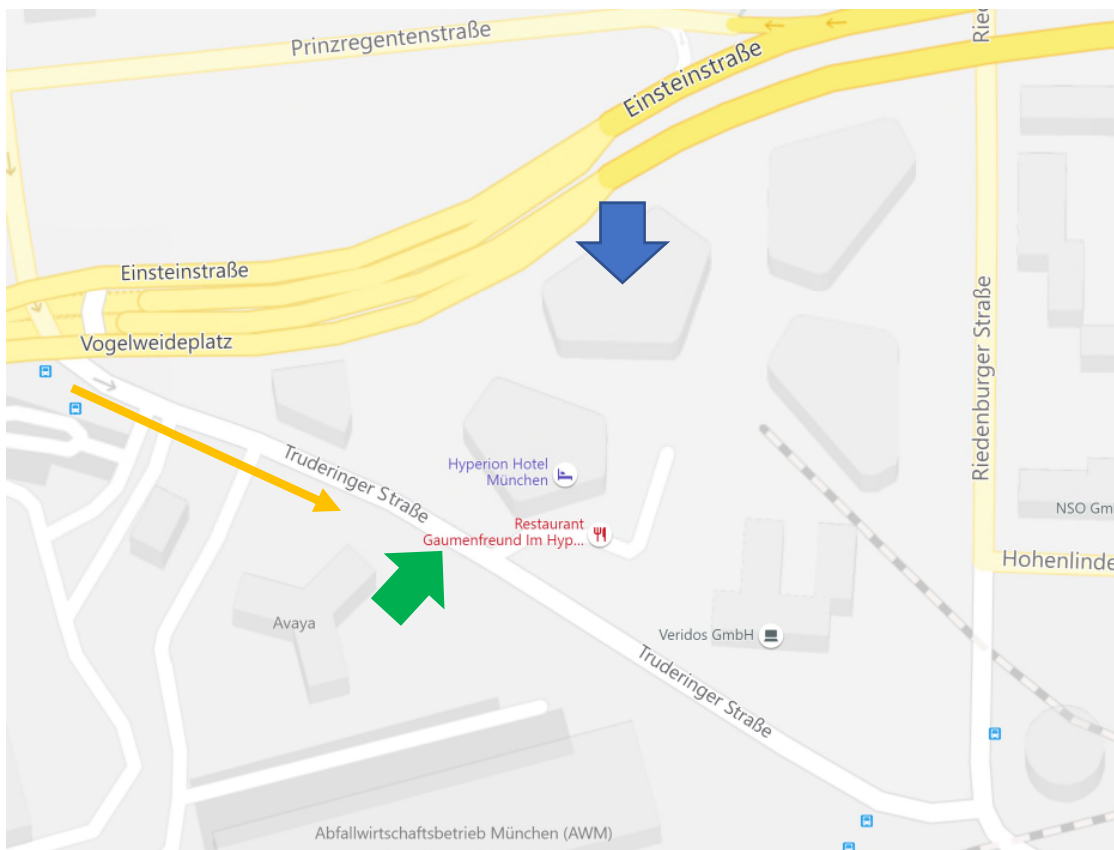 Prinzregentenstraße
Ried
Einsteinstraße
Einsteinstraße
Vogelweideplatz
Riedenburger Straße
Truderinger Straße
Hyperion Hotel
München
NSO Gm
Restaurant
Gaumenfreund Im Hyp...
Hohenlinde
Avaya
Veridos GmbH
Truderinger Straße
Abfallwirtschaftsbetrieb München (AWM)